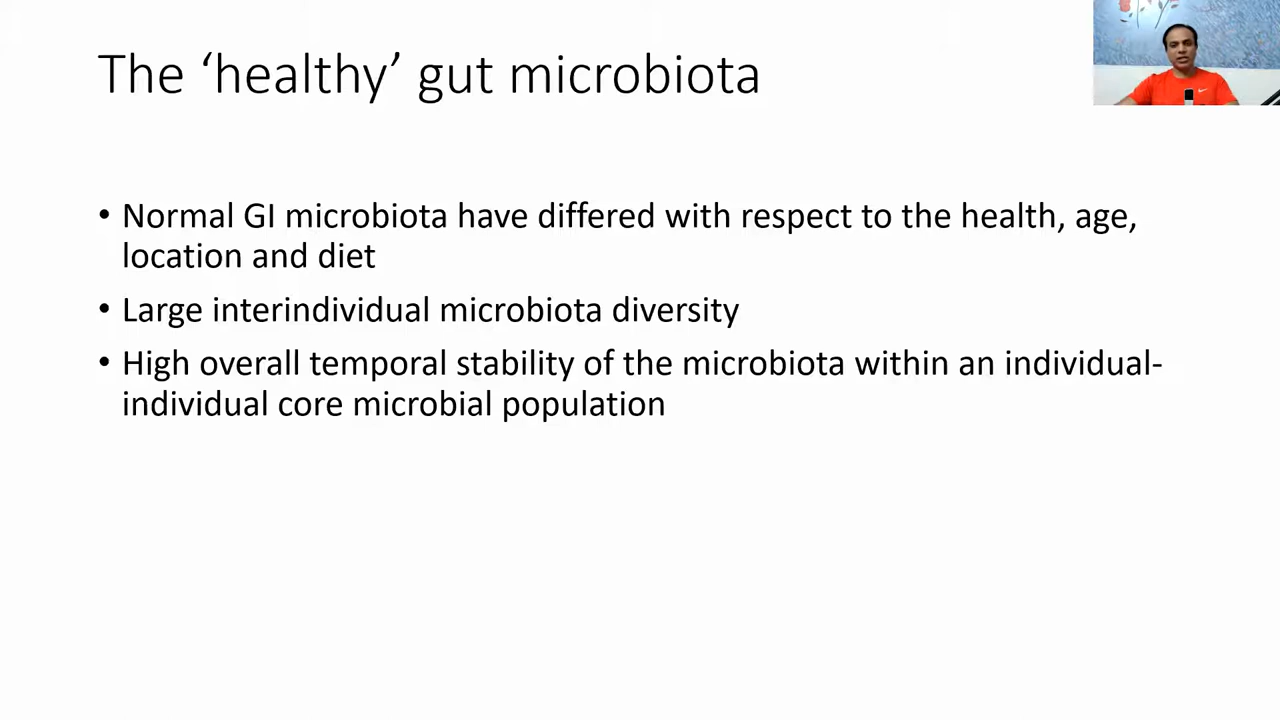 The ‘healthy’ gut microbiota
• Normal GI microbiota have differed with respect to the health, age,
location and diet
• Large interindividual microbiota diversity
• High overall temporal stability of the microbiota within an individual-
individual core microbial population